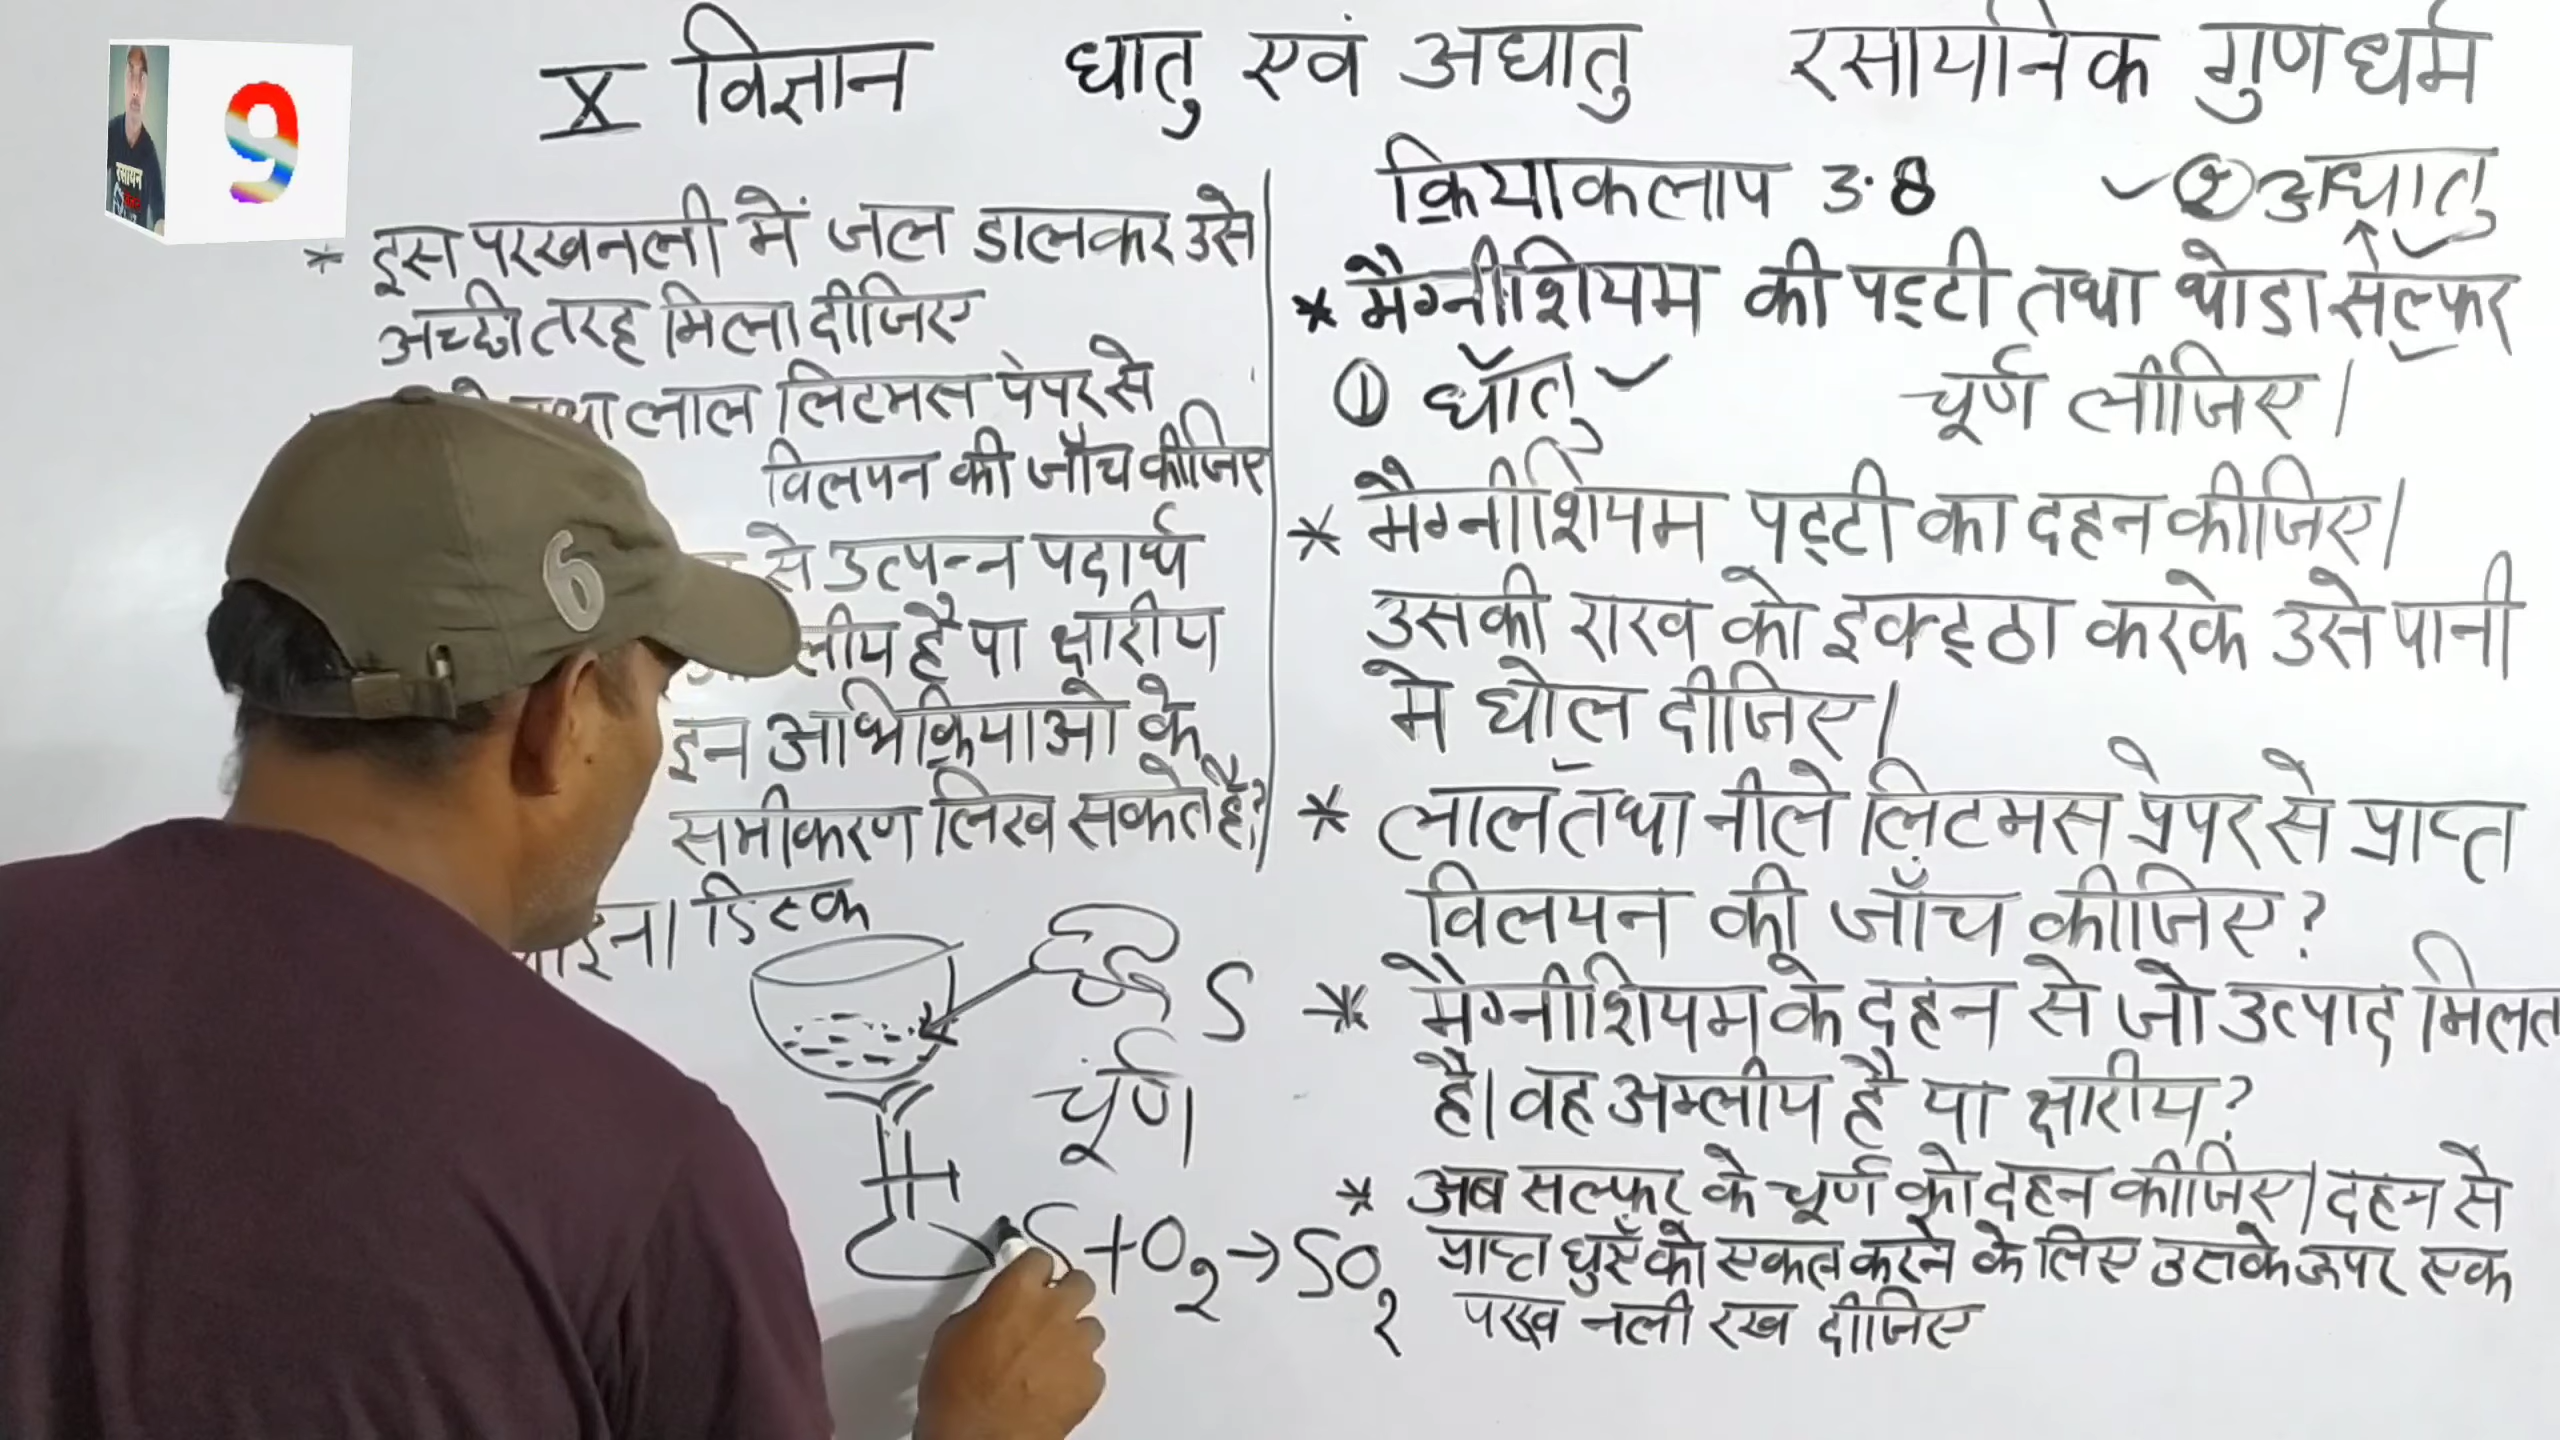 X विज्ञान धातु एवं अधातु रसायनिक गुणधर्म
9
रसायन
* इस परखनली में जल डालकर उसे
अच्छी तरह मिला दीजिए
लाल लिटमस पेपर से
विलयन की जाँच कीजिए
से उत्पन्न पदार्थ
है या क्षारीय
इन अभिक्रियाओ के
समीकरण लिख सकते है?
डिस्क
S
चूर्ण
S+O2→SO2
क्रियाकलाप 3.8 ② अधातु
* मैग्नीशियम की पट्टी तथा थोडा सल्फर
① धातु चूर्ण लीजिए।
* मैग्नीशियम पट्टी का दहन कीजिए।
उसकी राख को इकट्ठा करके उसे पानी
मे घोल दीजिए।
* लाल तथा नीले लिटमस पेपर से प्राप्त
विलयन की जाँच कीजिए?
* मैग्नीशियम के दहन से जो उत्पाद मिलत
है। वह अम्लीय है या क्षारीय?
* अब सल्फर के चूर्ण को दहन कीजिए। दहन से
प्राप्त धुएँ को एकत्र करने के लिए उसके ऊपर एक
परख नली रख दीजिए
6